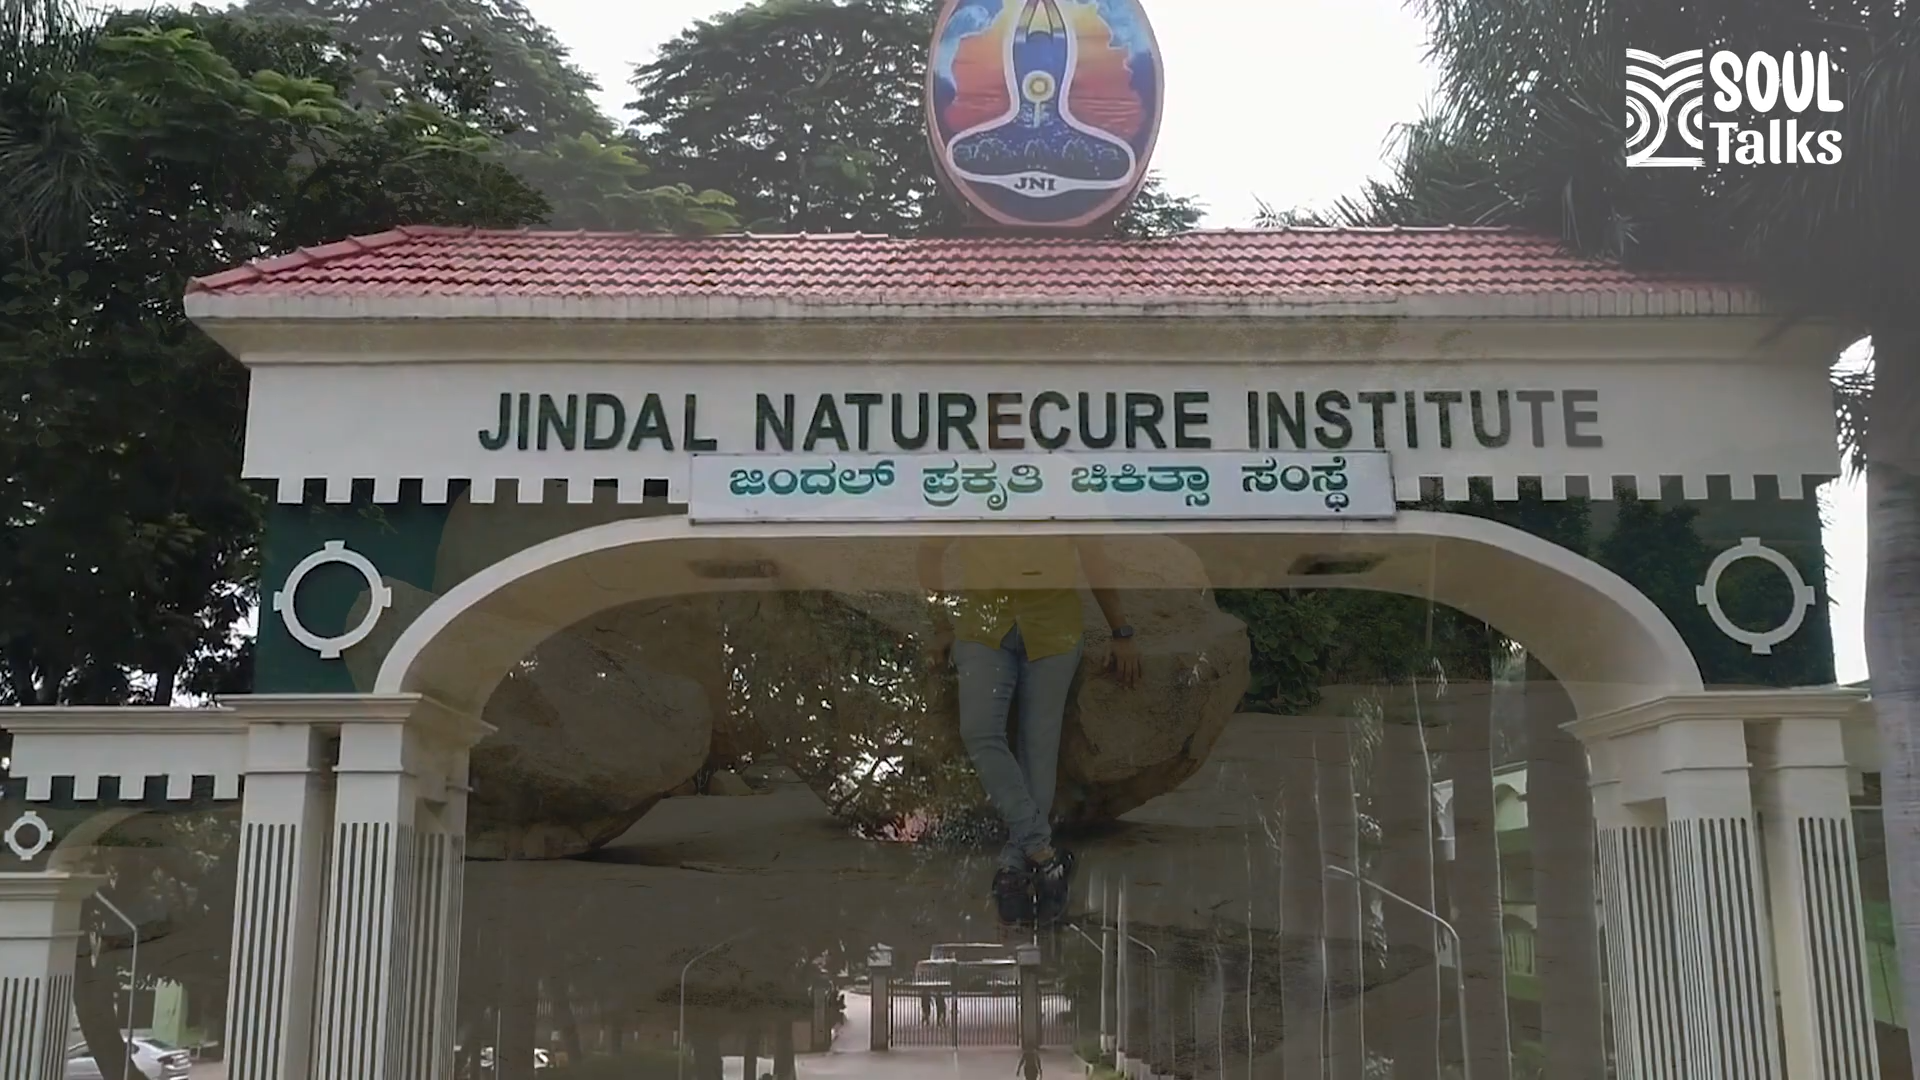 SOUL
Talks
JNI
JINDAL NATURECURE INSTITUTE
ಜಿಂದಲ್ ಪ್ರಕೃತಿ ಚಿಕಿತ್ಸಾ ಸಂಸ್ಥೆ